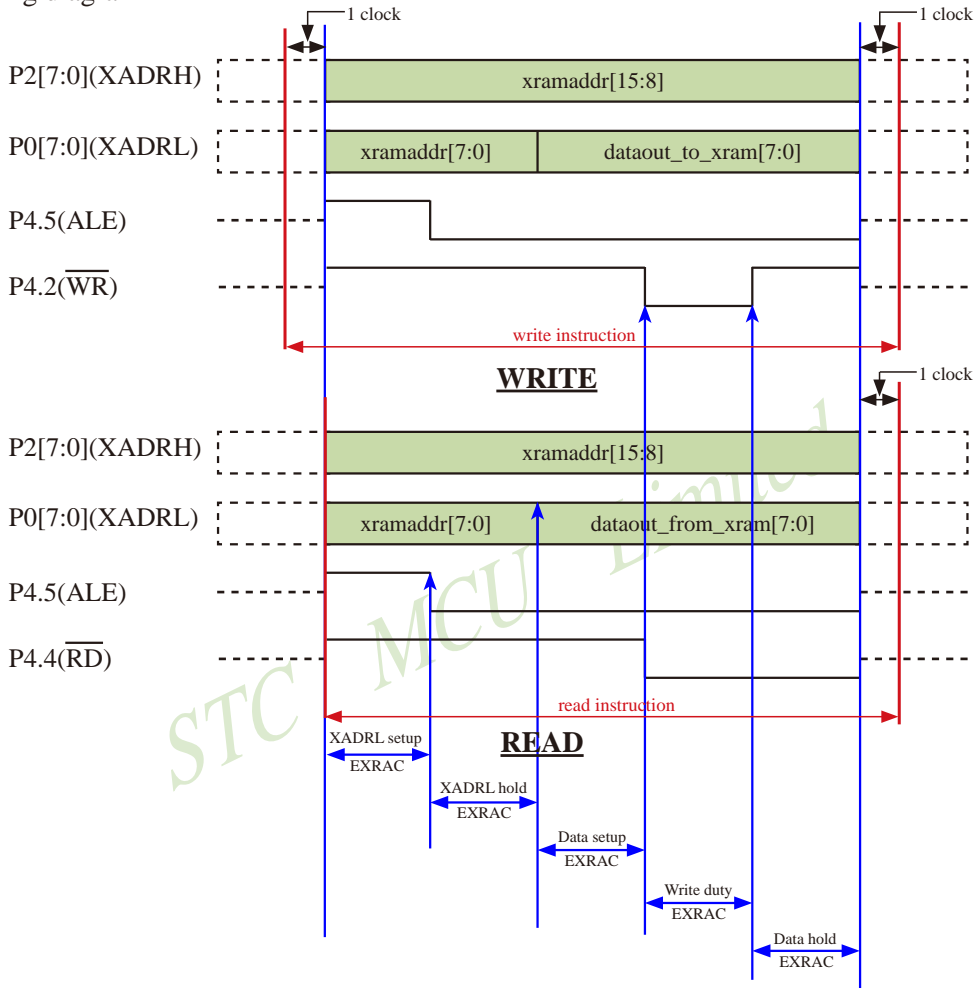 1 clock
1 clock
P2[7:0](XADRH)
xramaddr[15:8]
P0[7:0](XADRL)
xramaddr[7:0]
dataout_to_xram[7:0]
P4.5(ALE)
P4.2(WR)
write instruction
WRITE
1 clock
P2[7:0](XADRH)
xramaddr[15:8]
P0[7:0](XADRL)
xramaddr[7:0]
dataout_from_xram[7:0]
P4.5(ALE)
P4.4(RD)
STC MCU Limited
read instruction
READ
XADRL setup
EXRAC
XADRL hold
EXRAC
Data setup
EXRAC
Write duty
EXRAC
Data hold
EXRAC